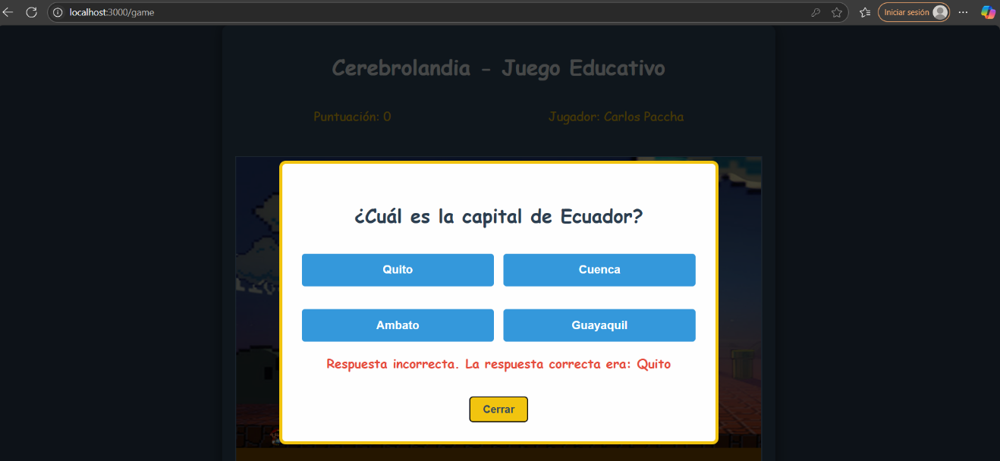 localhost:3000/game
Iniciar sesión
Cerebrolandia - Juego Educativo
Puntuación: 0
Jugador: Carlos Paccha
¿Cuál es la capital de Ecuador?
Quito
Cuenca
Ambato
Guayaquil
Respuesta incorrecta. La respuesta correcta era: Quito
Cerrar